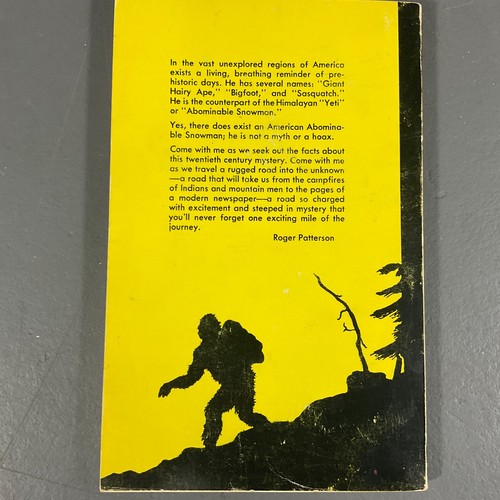 In the vast unexplored regions of America
exists a living, breathing reminder of pre-
historic days. He has several names: "Giant
Hairy Ape," "Bigfoot," and "Sasquatch."
He is the counterpart of the Himalayan "Yeti"
or "Abominable Snowman."
Yes, there does exist an American Abomina-
ble Snowman; he is not a myth or a hoax.
Come with me as we seek out the facts about
this twentieth century mystery. Come with me
as we travel a rugged road into the unknown
—a road that will take us from the campfires
of Indians and mountain men to the pages of
a modern newspaper—a road so charged
with excitement and steeped in mystery that
you'll never forget one exciting mile of the
journey.
Roger Patterson